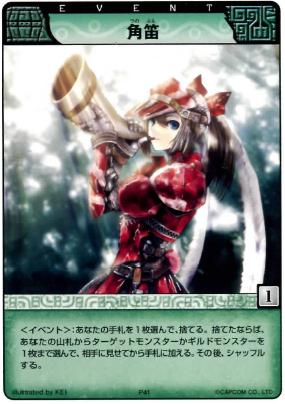 EVENT
つの ぶえ
角笛
1
＜イベント＞：あなたの手札を１枚選んで、捨てる。捨てたならば、
あなたの山札からターゲットモンスターかギルドモンスターを
１枚まで選んで、相手に見せてから手札に加える。その後、シャッフル
する。
illustrated by KEI
P41
©CAPCOM CO., LTD.